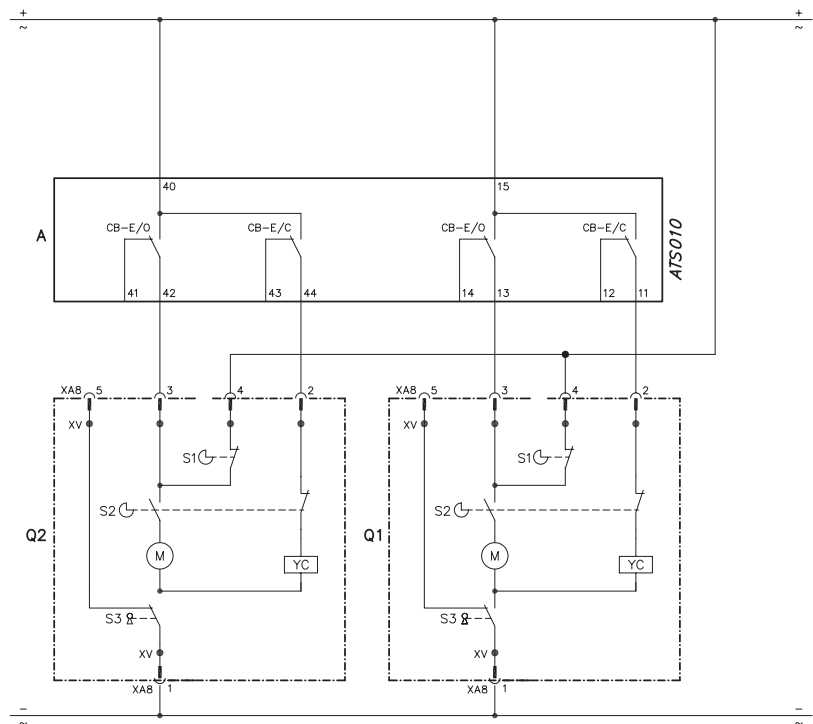 + +
~ ~
40 15
CB-E/O CB-E/C CB-E/O CB-E/C
A
ATS010
41 42 43 44 14 13 12 11
XA8 5 3 4 2 XA8 5 3 4 2
XV XV
S1 S1
S2 S2
Q2 Q1
M YC M YC
S3 S3
XV XV
XA8 1 XA8 1
– –
~ ~